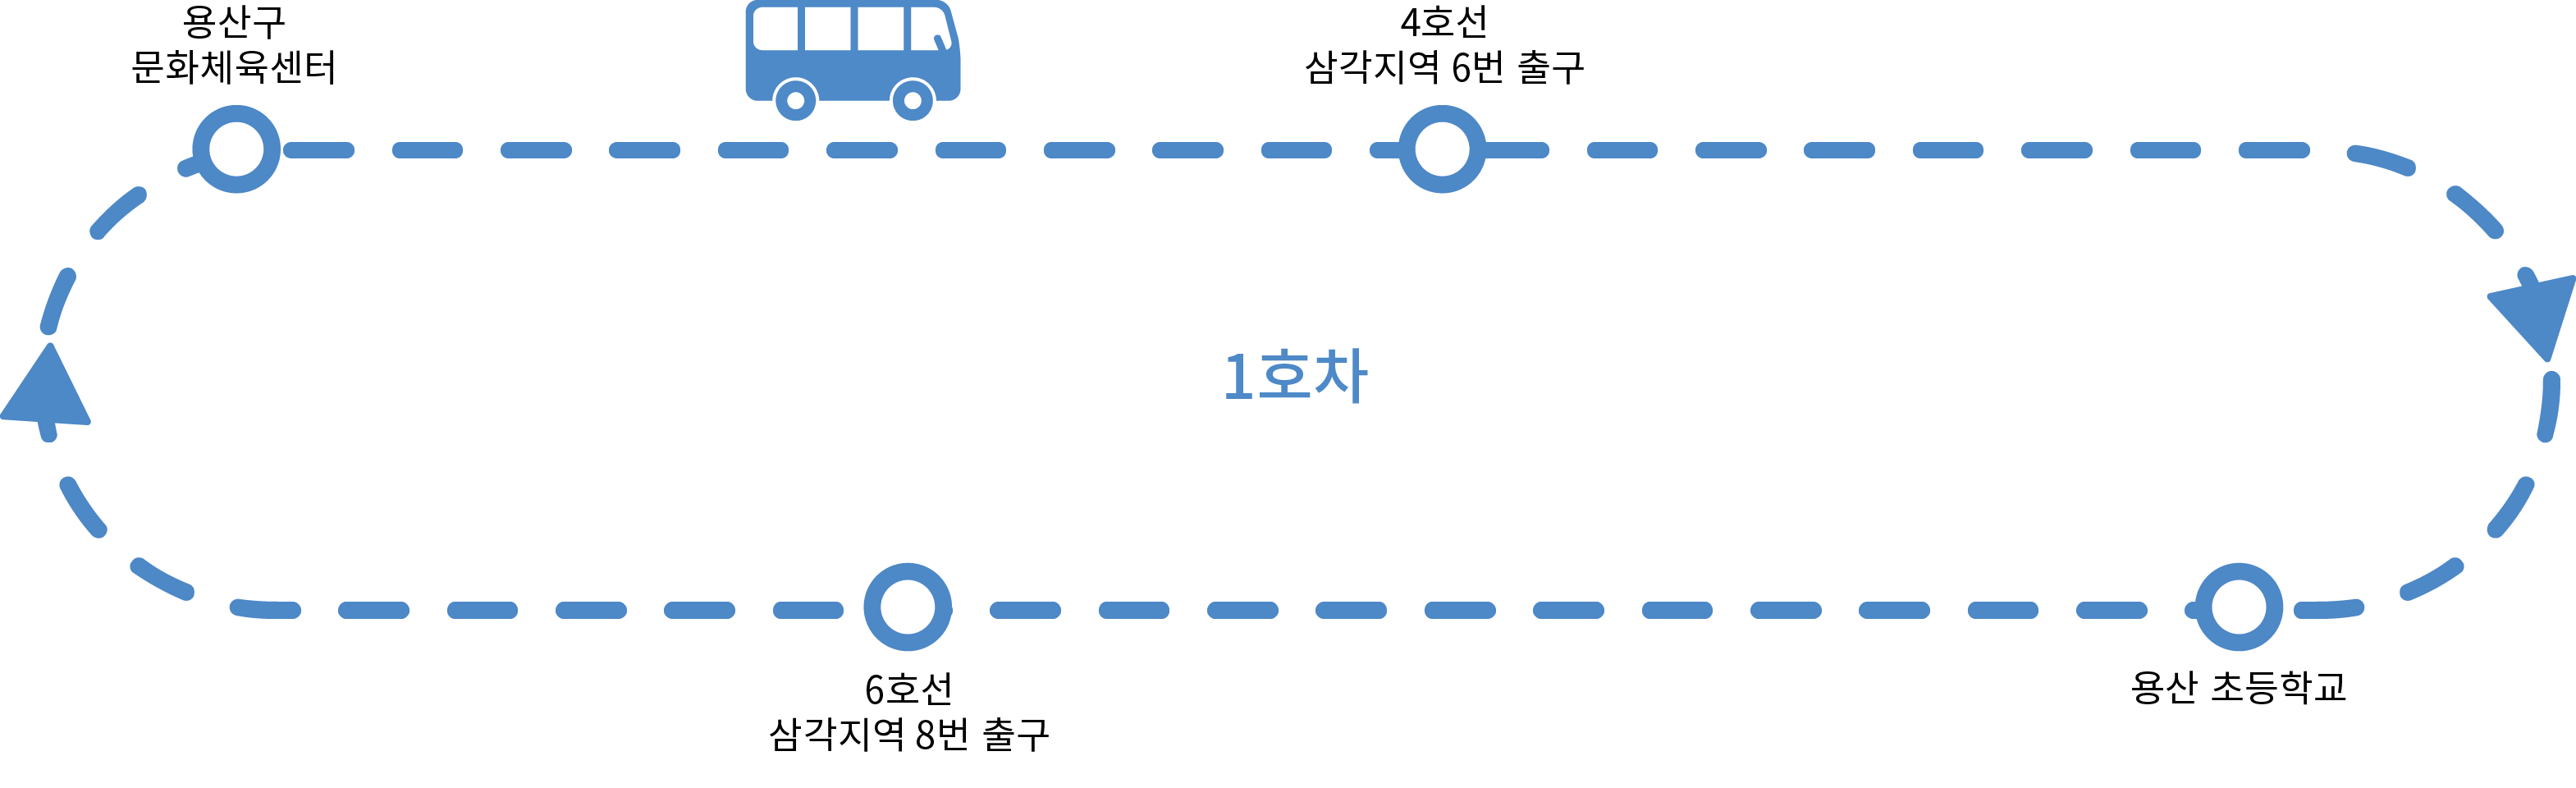 용산구
문화체육센터
4호선
삼각지역 6번 출구
1호차
6호선
삼각지역 8번 출구
용산 초등학교